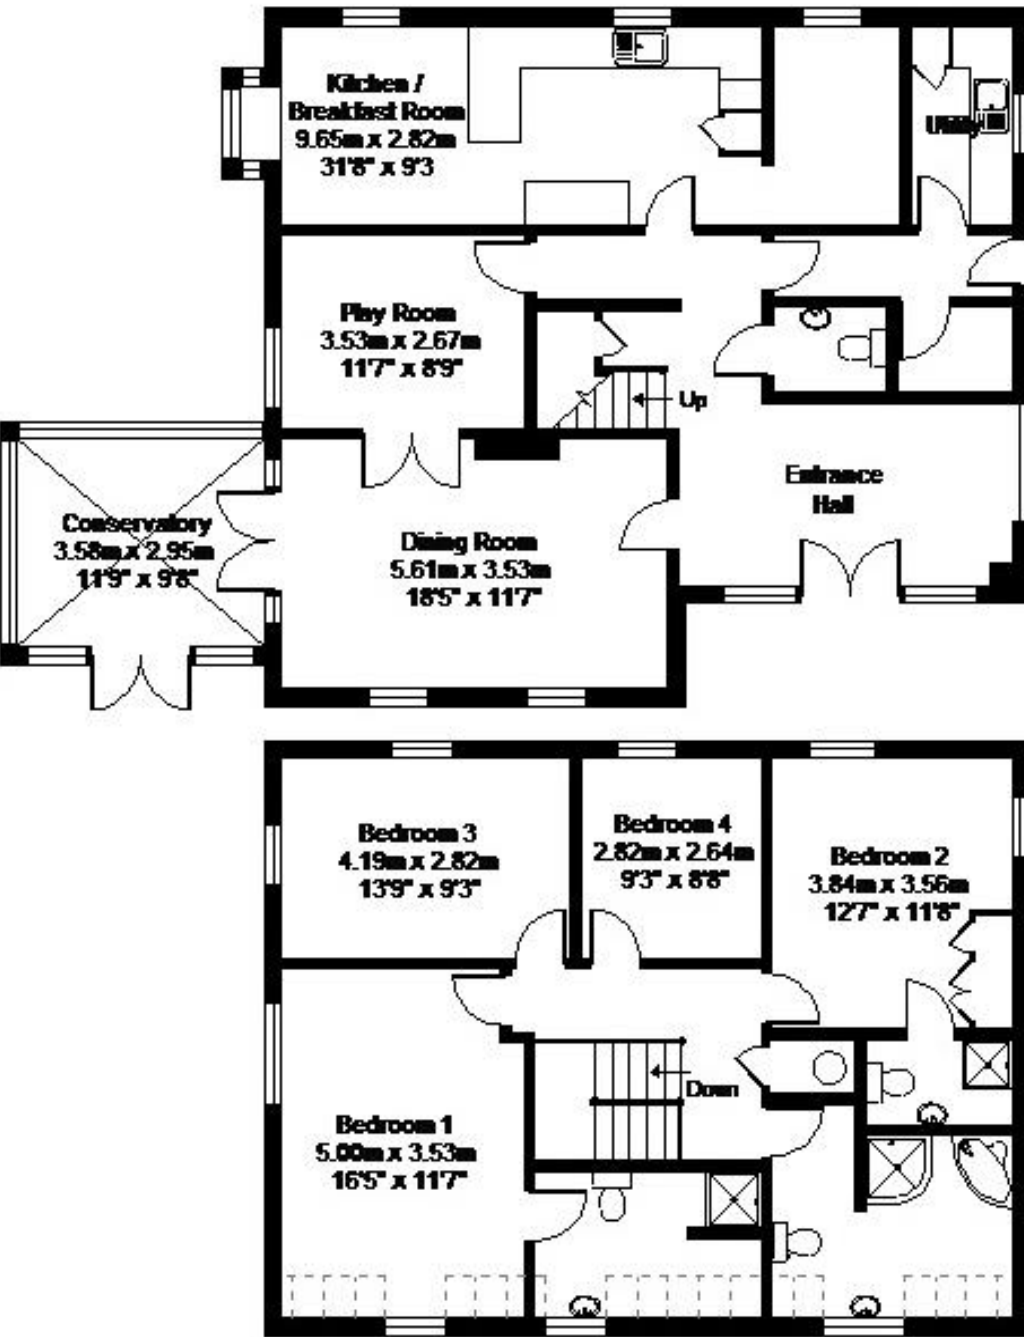 Kitchen /
Breakfast Room
9.65m x 2.82m
31'8" x 9'3
Utility
Play Room
3.53m x 2.67m
11'7" x 8'9"
Up
Entrance
Hall
Conservatory
3.58m x 2.95m
11'9" x 9'8"
Dining Room
5.61m x 3.53m
18'5" x 11'7"
Bedroom 3
4.19m x 2.82m
13'9" x 9'3"
Bedroom 4
2.82m x 2.64m
9'3" x 8'8"
Bedroom 2
3.84m x 3.56m
12'7" x 11'8"
Down
Bedroom 1
5.00m x 3.53m
16'5" x 11'7"